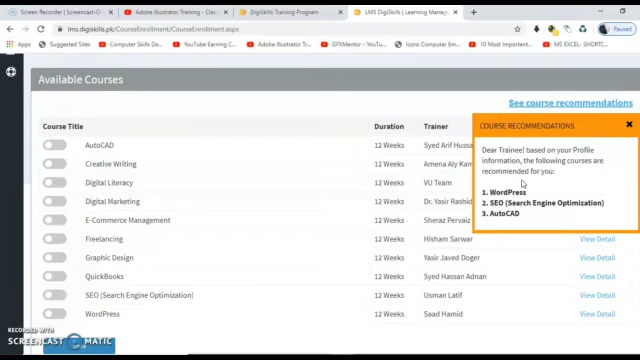 Screen Recorder | Screencast-O-
Adobe Illustrator Training - Clas
DigiSkills Training Program
LMS DigiSkills | Learning Manage
lms.digiskills.pk/CourseEnrollment/CourseEnrollment.aspx
Paused
Apps
Suggested Sites
Computer Skills De
YouTube Earning C
Adobe Illustrator Tr
GFXMentor - YouT
Icons Computer Em
10 Most Important
MS EXCEL- SHORTC
Available Courses
See course recommendations
Course Title
Duration
Trainer
COURSE RECOMMENDATIONS
Dear Trainee! based on your Profile
information, the following courses are
recommended for you:
1. WordPress
2. SEO (Search Engine Optimization)
3. AutoCAD
AutoCAD 12 Weeks Syed Arif Hussa
Creative Writing 12 Weeks Amena Aly Kam
Digital Literacy 12 Weeks VU Team
Digital Marketing 12 Weeks Dr. Yasir Rashid
E-Commerce Management 12 Weeks Sheraz Pervaiz
Freelancing 12 Weeks Hisham Sarwar View Detail
Graphic Design 12 Weeks Yasir Javed Doger View Detail
QuickBooks 12 Weeks Syed Hassan Adnan View Detail
SEO (Search Engine Optimization) 12 Weeks Usman Latif View Detail
WordPress 12 Weeks Saad Hamid View Detail
RECORDED WITH
SCREENCAST MATIC